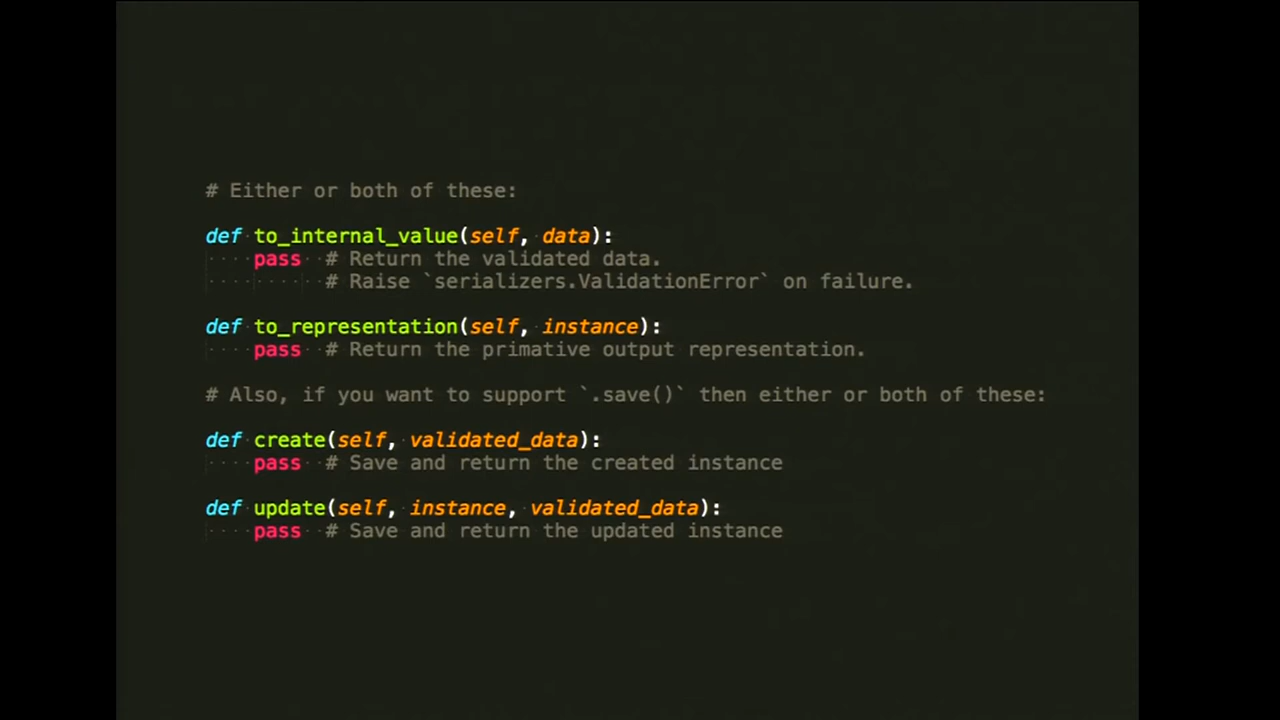 # Either or both of these:
def to_internal_value(self, data):
pass # Return the validated data.
# Raise `serializers.ValidationError` on failure.
def to_representation(self, instance):
pass # Return the primative output representation.
# Also, if you want to support `.save()` then either or both of these:
def create(self, validated_data):
pass # Save and return the created instance
def update(self, instance, validated_data):
pass # Save and return the updated instance